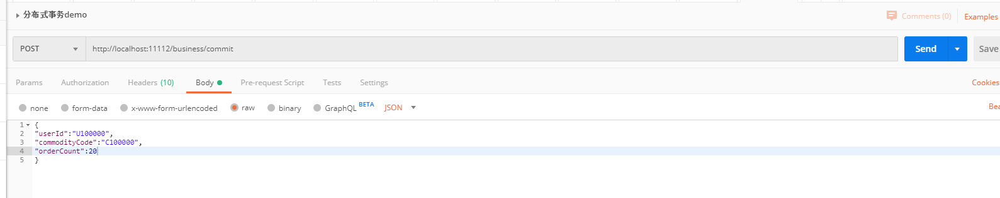 分布式事务demo
Comments (0) Examples
POST http://localhost:11112/business/commit Send Save
Params Authorization Headers (10) Body Pre-request Script Tests Settings Cookies
none form-data x-www-form-urlencoded raw binary GraphQL BETA JSON Bea
1 {
2 "userId":"U100000",
3 "commodityCode":"C100000",
4 "orderCount":20
5 }